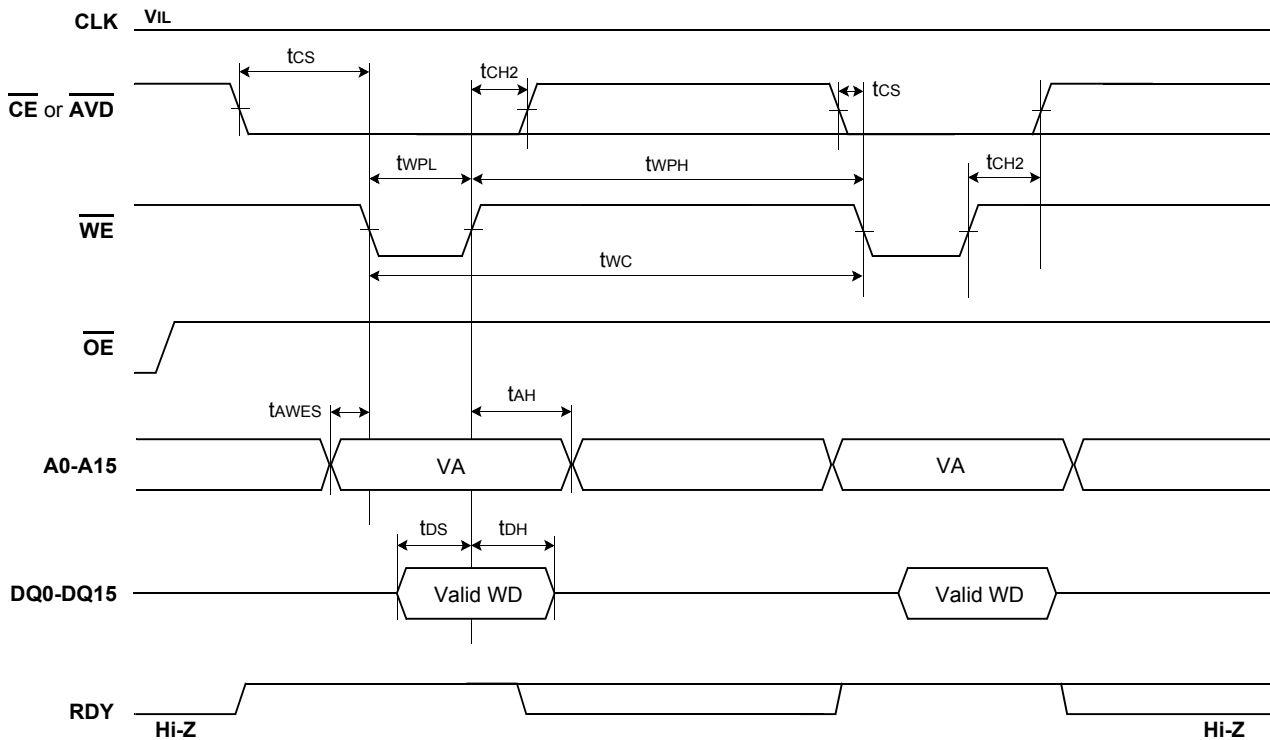 CLK VIL
tCS tCH2 tCS
CE or AVD
tWPL tWPH tCH2
WE
tWC
OE
tAWES tAH
A0-A15 VA VA
tDS tDH
DQ0-DQ15 Valid WD Valid WD
RDY
Hi-Z Hi-Z